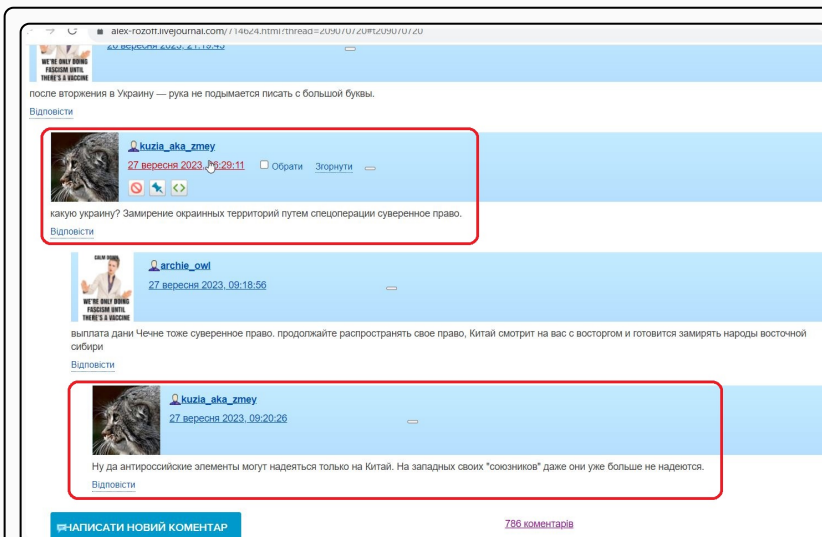 alex-rozoff.livejournal.com/714624.html?thread=209070720#t209070720
20 вересня 2023, 21:19:43
WE'RE ONLY DOING
FASCISM UNTIL
THERE'S A VACCINE
после вторжения в Украину — рука не подымается писать с большой буквы.
Відповісти
kuzia_aka_zmey
27 вересня 2023, 06:29:11 Обрати Згорнути
какую украину? Замирение окраинных территорий путем спецоперации суверенное право.
Відповісти
CALM DOWN
archie_owl
27 вересня 2023, 09:18:56
WE'RE ONLY DOING
FASCISM UNTIL
THERE'S A VACCINE
выплата дани Чечне тоже суверенное право. продолжайте распространять свое право, Китай смотрит на вас с восторгом и готовится замирять народы восточной
сибири
Відповісти
kuzia_aka_zmey
27 вересня 2023, 09:20:26
Ну да антироссийские элементы могут надеяться только на Китай. На западных своих "союзников" даже они уже больше не надеются.
Відповісти
НАПИСАТИ НОВИЙ КОМЕНТАР
786 коментарів